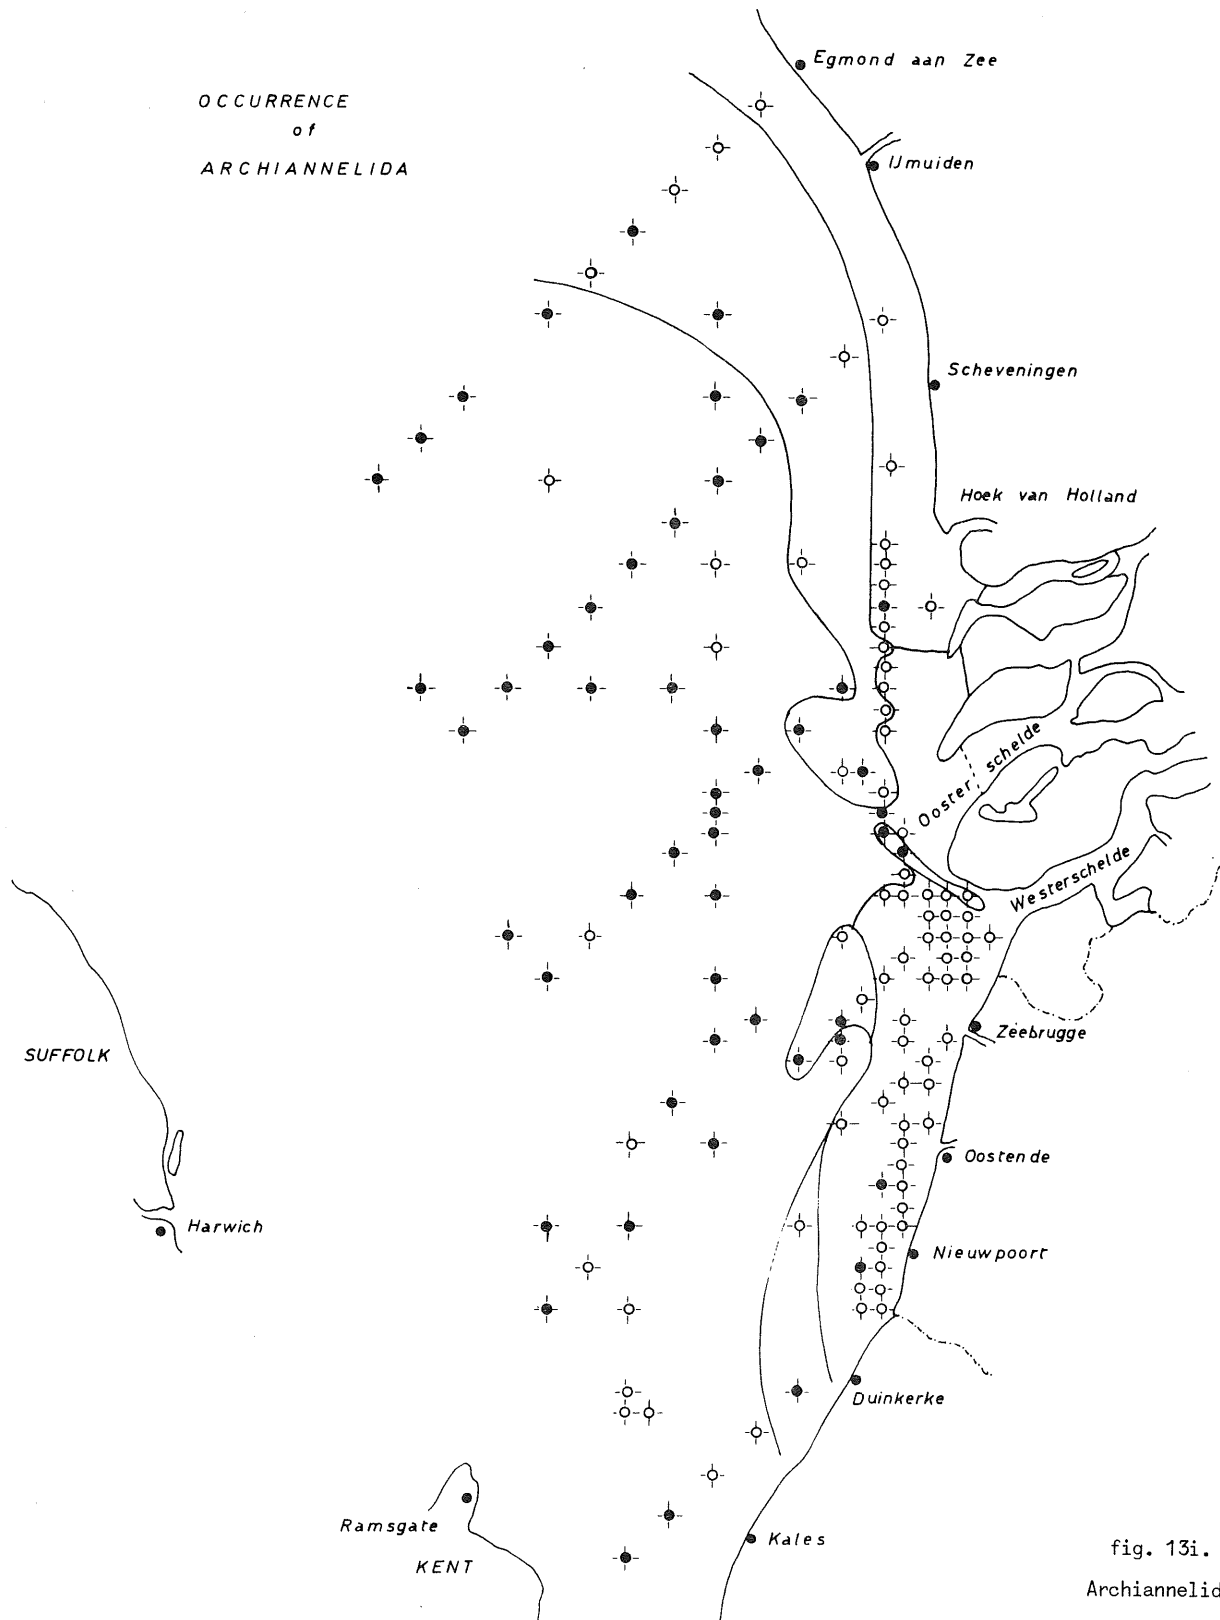 OCCURRENCE
of
ARCHIANNELIDA
Egmond aan Zee
IJmuiden
Scheveningen
Hoek van Holland
Ooster schelde
Westerschelde
Zeebrugge
SUFFOLK
Oostende
Harwich
Nieuwpoort
Duinkerke
Ramsgate
KENT
Kales
fig. 13i.
Archiannelid